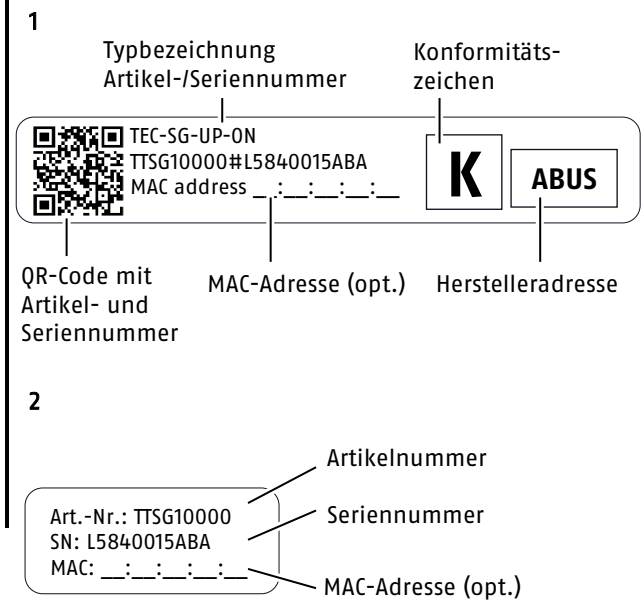 1
Typbezeichnung
Artikel-/Seriennummer
Konformitäts-
zeichen
TEC-SG-UP-ON
TTSG10000#L5840015ABA
MAC address __:__:__:__:__
K
ABUS
QR-Code mit
Artikel- und
Seriennummer
MAC-Adresse (opt.)
Herstelleradresse
2
Artikelnummer
Art.-Nr.: TTSG10000
Seriennummer
SN: L5840015ABA
MAC: __:__:__:__:__
MAC-Adresse (opt.)